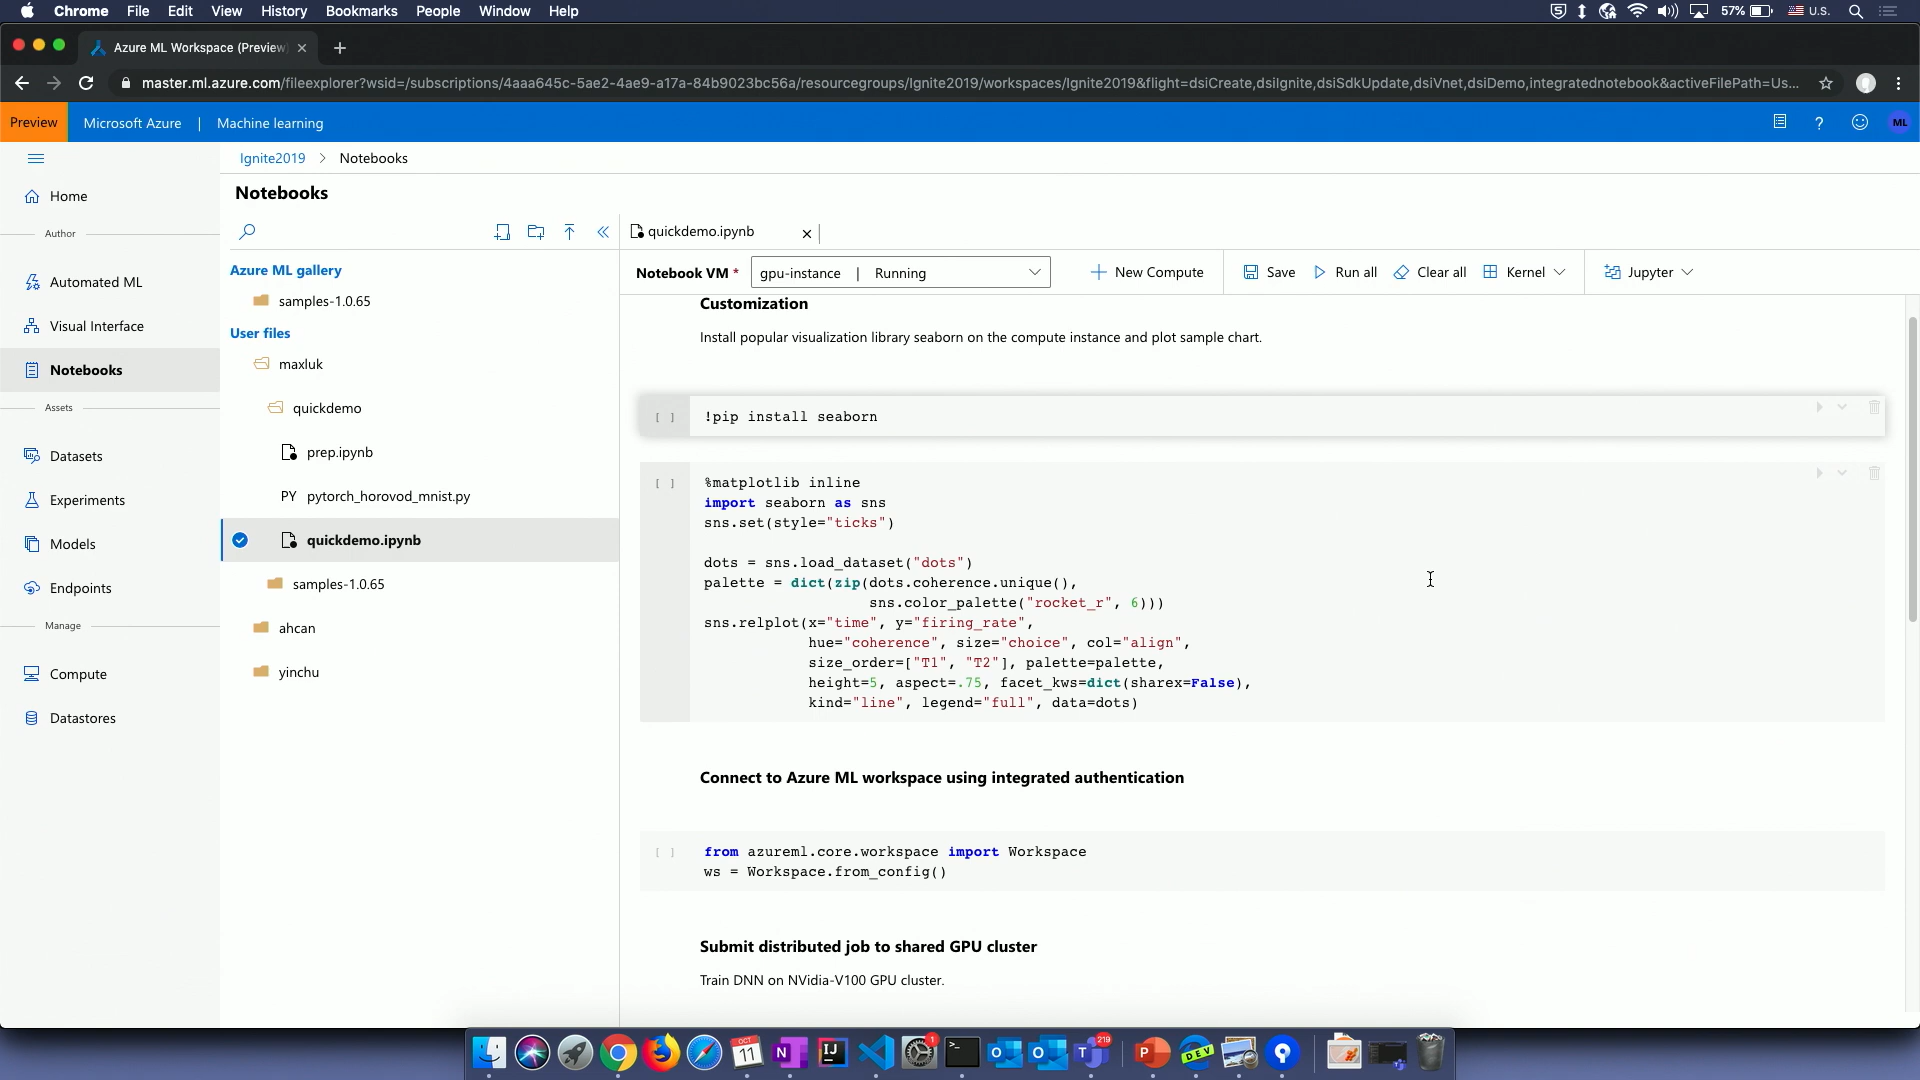 Chrome File Edit View History Bookmarks People Window Help 57% U.S.
Azure ML Workspace (Preview)
master.ml.azure.com/fileexplorer?wsid=/subscriptions/4aaa645c-5ae2-4ae9-a17a-84b9023bc56a/resourcegroups/Ignite2019/workspaces/Ignite2019&flight=dsiCreate,dsiIgnite,dsiSdkUpdate,dsiVnet,dsiDemo,integratednotebook&activeFilePath=Us...
Preview Microsoft Azure | Machine learning ? ML
Ignite2019 > Notebooks
Home
Author
Automated ML
Visual Interface
Notebooks
Assets
Datasets
Experiments
Models
Endpoints
Manage
Compute
Datastores
Notebooks
Azure ML gallery
samples-1.0.65
User files
maxluk
quickdemo
prep.ipynb
PY pytorch_horovod_mnist.py
quickdemo.ipynb
samples-1.0.65
ahcan
yinchu
quickdemo.ipynb
Notebook VM * gpu-instance | Running New Compute Save Run all Clear all Kernel Jupyter
Customization
Install popular visualization library seaborn on the compute instance and plot sample chart.
[ ] !pip install seaborn
[ ] %matplotlib inline
import seaborn as sns
sns.set(style="ticks")
dots = sns.load_dataset("dots")
palette = dict(zip(dots.coherence.unique(),
sns.color_palette("rocket_r", 6)))
sns.relplot(x="time", y="firing_rate",
hue="coherence", size="choice", col="align",
size_order=["T1", "T2"], palette=palette,
height=5, aspect=.75, facet_kws=dict(sharex=False),
kind="line", legend="full", data=dots)
Connect to Azure ML workspace using integrated authentication
[ ] from azureml.core.workspace import Workspace
ws = Workspace.from_config()
Submit distributed job to shared GPU cluster
Train DNN on NVidia-V100 GPU cluster.
OCT
11
N
IJ
1
219
P
DEV